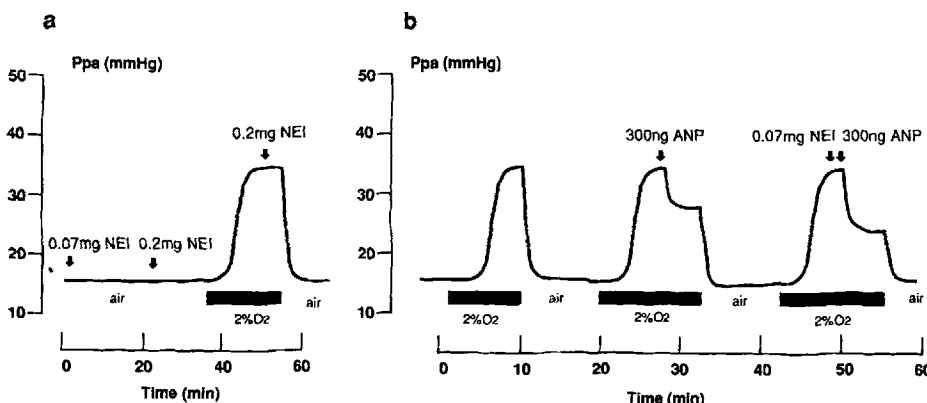 a
Ppa (mmHg)
50
40
30
20
10
0.2mg NEI
0.07mg NEI
0.2mg NEI
air
air
2%O2
0
20
40
60
Time (min)
b
Ppa (mmHg)
50
40
30
20
10
300ng ANP
0.07mg NEI 300ng ANP
air
air
air
2%O2
2%O2
2%O2
0
10
20
30
40
50
60
Time (min)